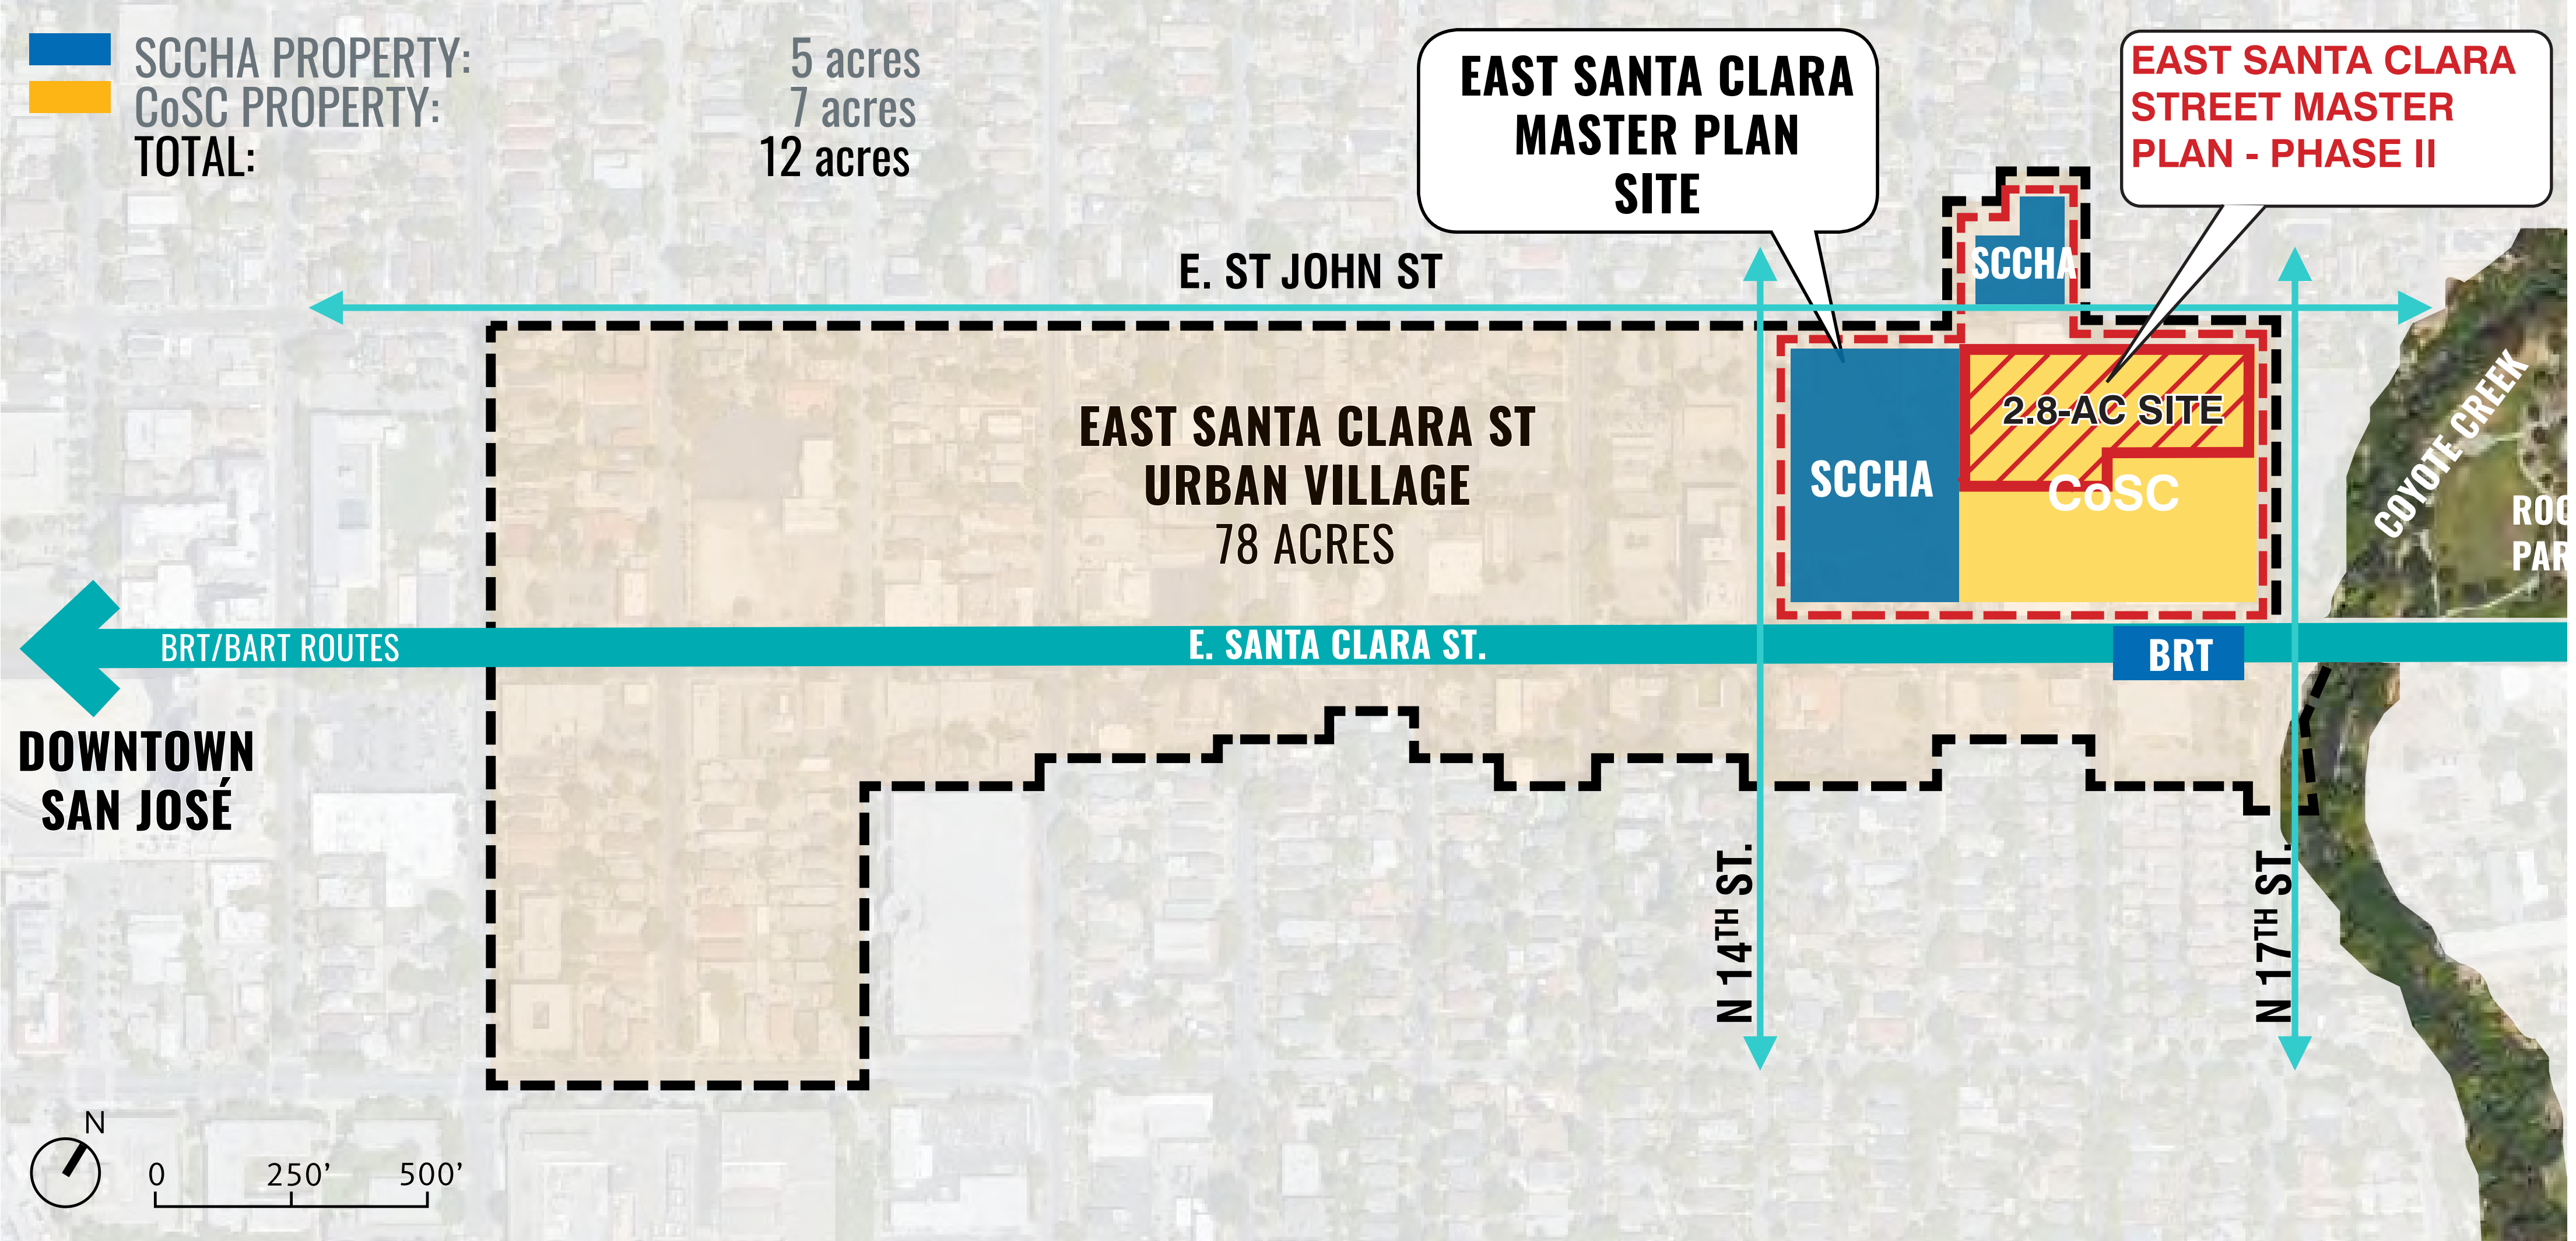 SCCHA PROPERTY: 5 acres
CoSC PROPERTY: 7 acres
TOTAL: 12 acres
EAST SANTA CLARA
MASTER PLAN
SITE
EAST SANTA CLARA
STREET MASTER
PLAN - PHASE II
E. ST JOHN ST
SCCHA
EAST SANTA CLARA ST
URBAN VILLAGE
78 ACRES
SCCHA
2.8-AC SITE
CoSC
COYOTE CREEK
BRT/BART ROUTES
E. SANTA CLARA ST.
BRT
DOWNTOWN
SAN JOSÉ
N 14TH ST.
N 17TH ST.
N
0 250' 500'